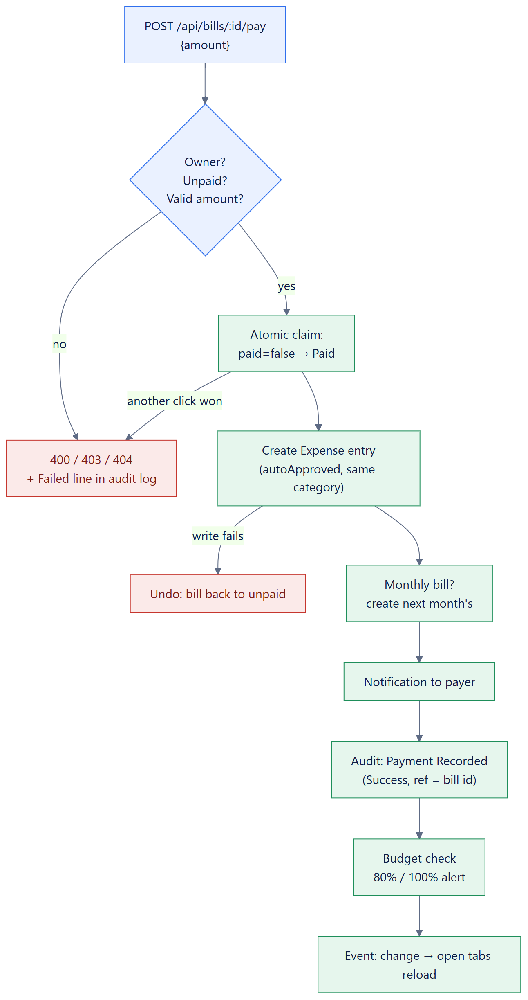 POST /api/bills/:id/pay
{amount}
Owner?
Unpaid?
Valid amount?
yes
Atomic claim:
paid=false → Paid
no
another click won
400 / 403 / 404
+ Failed line in audit log
Create Expense entry
(autoApproved, same
category)
write fails
Undo: bill back to unpaid
Monthly bill?
create next month's
Notification to payer
Audit: Payment Recorded
(Success, ref = bill id)
Budget check
80% / 100% alert
Event: change → open tabs
reload